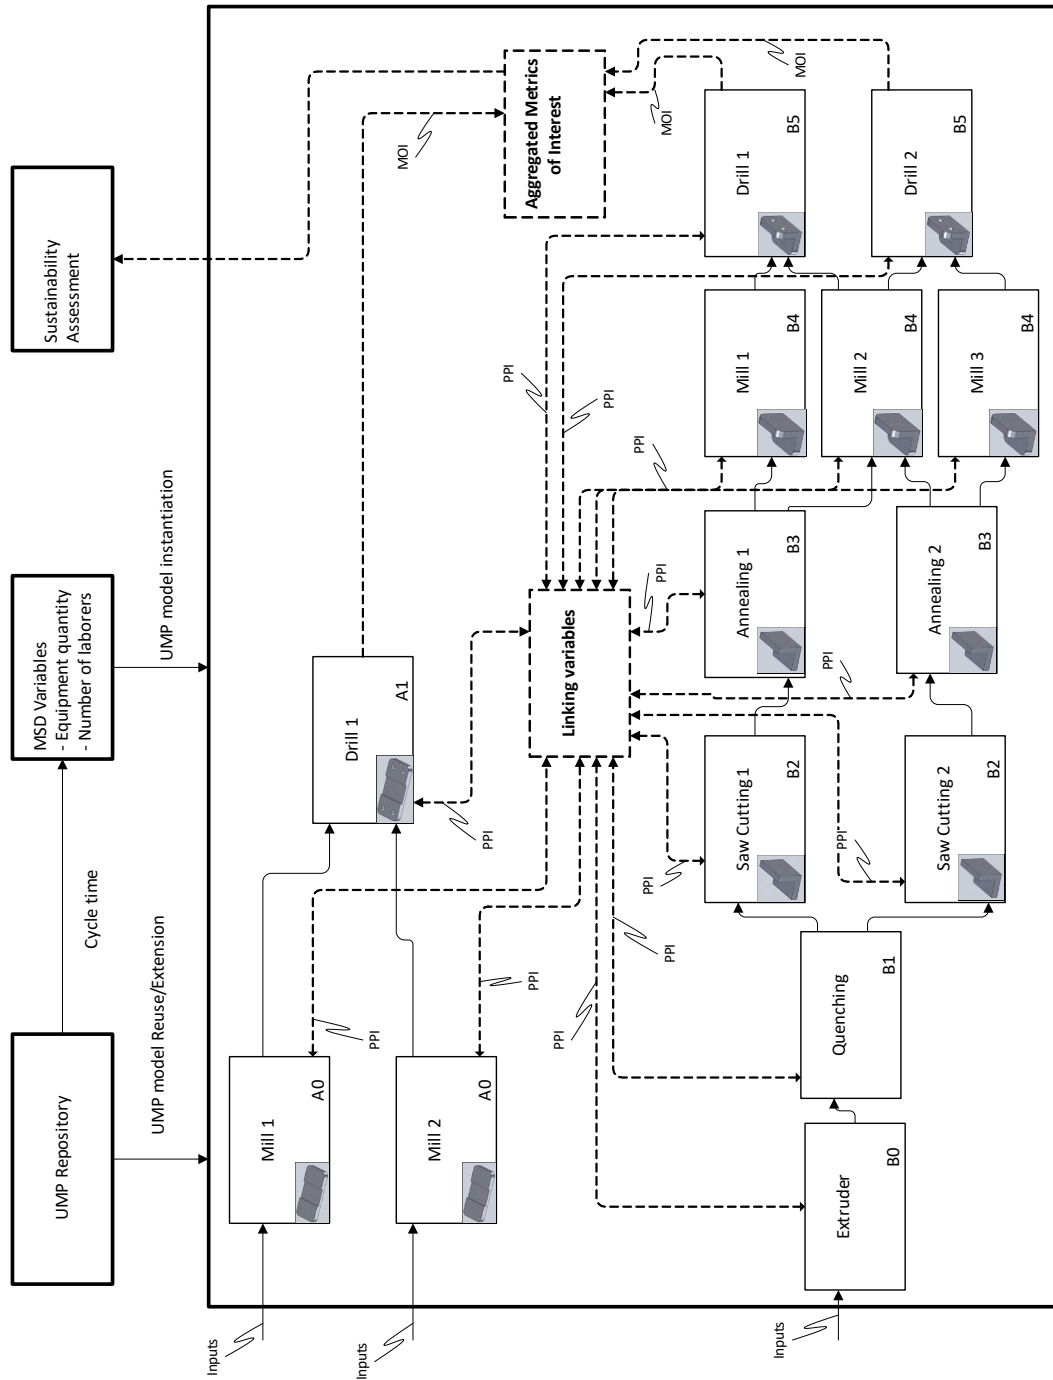 UMP Repository
Cycle time
MSD Variables
- Equipment quantity
- Number of laborers
Sustainability
Assessment
UMP model Reuse/Extension
UMP model instantiation
Inputs
Mill 1
A0
PPI
Inputs
Mill 2
A0
PPI
Drill 1
A1
PPI
MOI
Aggregated Metrics
of Interest
MOI
MOI
Linking variables
PPI
PPI
PPI
PPI
PPI
PPI
PPI
PPI
PPI
Inputs
Extruder
B0
Quenching
B1
Saw Cutting 1
B2
Saw Cutting 2
B2
Annealing 1
B3
Annealing 2
B3
Mill 1
B4
Mill 2
B4
Mill 3
B4
Drill 1
B5
Drill 2
B5